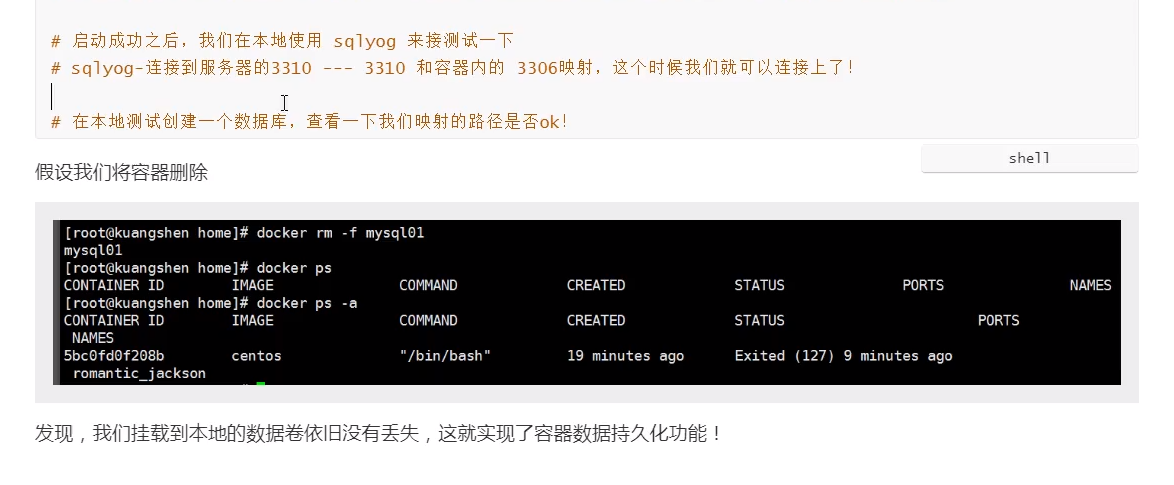 # 启动成功之后，我们在本地使用 sqlyog 来接测试一下
# sqlyog-连接到服务器的3310 --- 3310 和容器内的 3306映射，这个时候我们就可以连接上了！
# 在本地测试创建一个数据库，查看一下我们映射的路径是否ok！
shell
假设我们将容器删除
[root@kuangshen home]# docker rm -f mysql01
mysql01
[root@kuangshen home]# docker ps
CONTAINER ID IMAGE COMMAND CREATED STATUS PORTS NAMES
[root@kuangshen home]# docker ps -a
CONTAINER ID IMAGE COMMAND CREATED STATUS PORTS
NAMES
5bc0fd0f208b centos "/bin/bash" 19 minutes ago Exited (127) 9 minutes ago
romantic_jackson
发现，我们挂载到本地的数据卷依旧没有丢失，这就实现了容器数据持久化功能！